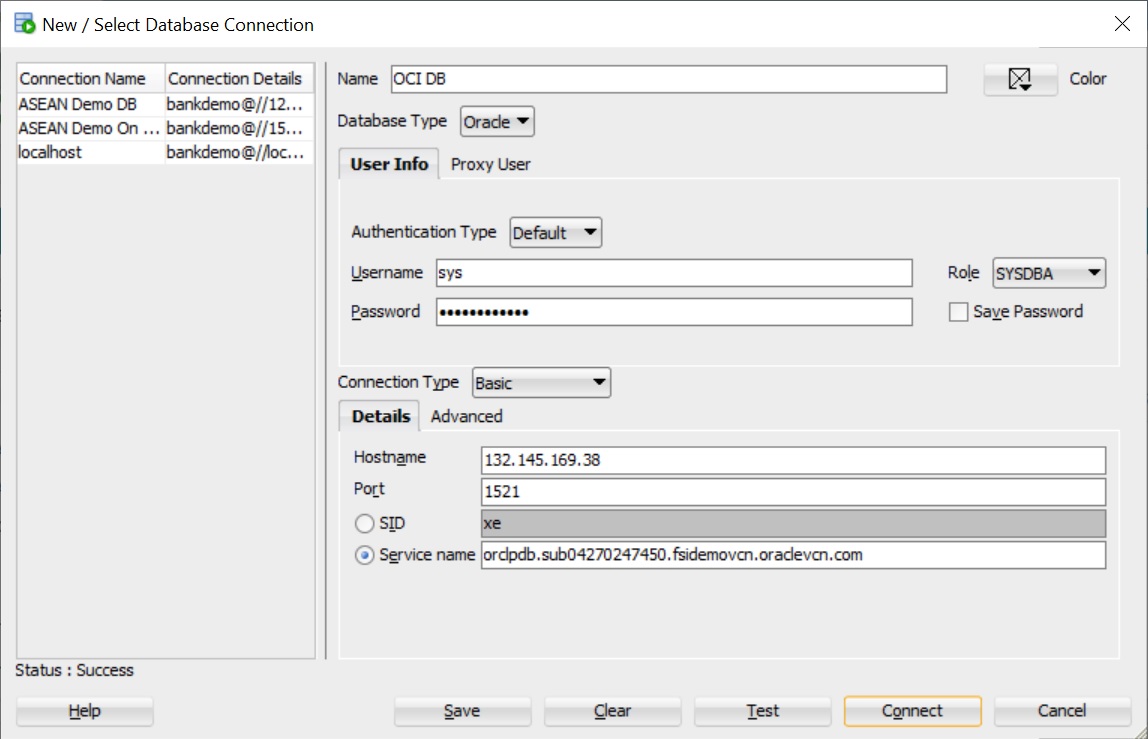 New / Select Database Connection
Connection Name Connection Details
ASEAN Demo DB bankdemo@//12...
ASEAN Demo On ... bankdemo@//15...
localhost bankdemo@//loc...
Name OCI DB Color
Database Type Oracle
User Info Proxy User
Authentication Type Default
Username sys Role SYSDBA
Password •••••••••••• Save Password
Connection Type Basic
Details Advanced
Hostname 132.145.169.38
Port 1521
SID xe
Service name orclpdb.sub04270247450.fsidemovcn.oraclevcn.com
Status : Success
Help Save Clear Test Connect Cancel